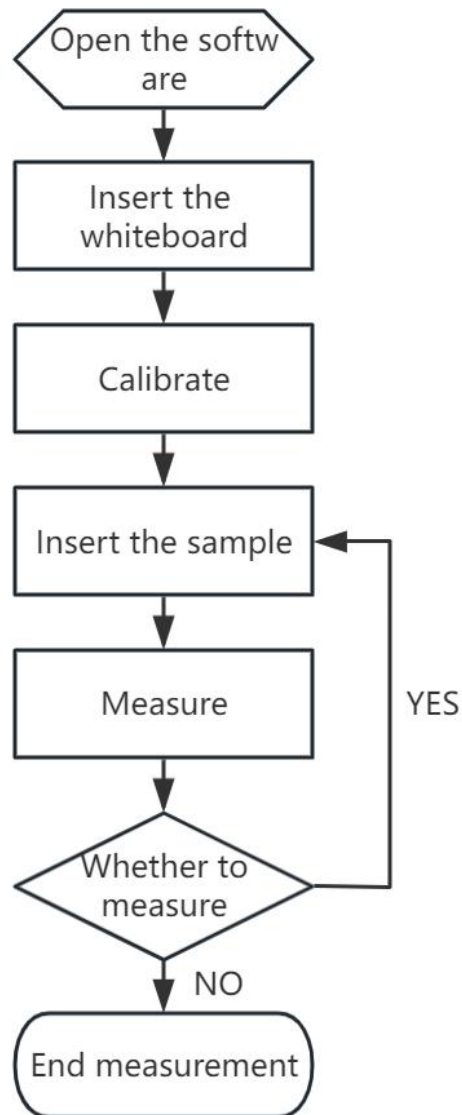 Open the softw
are
Insert the
whiteboard
Calibrate
Insert the sample
Measure
YES
Whether to
measure
NO
End measurement